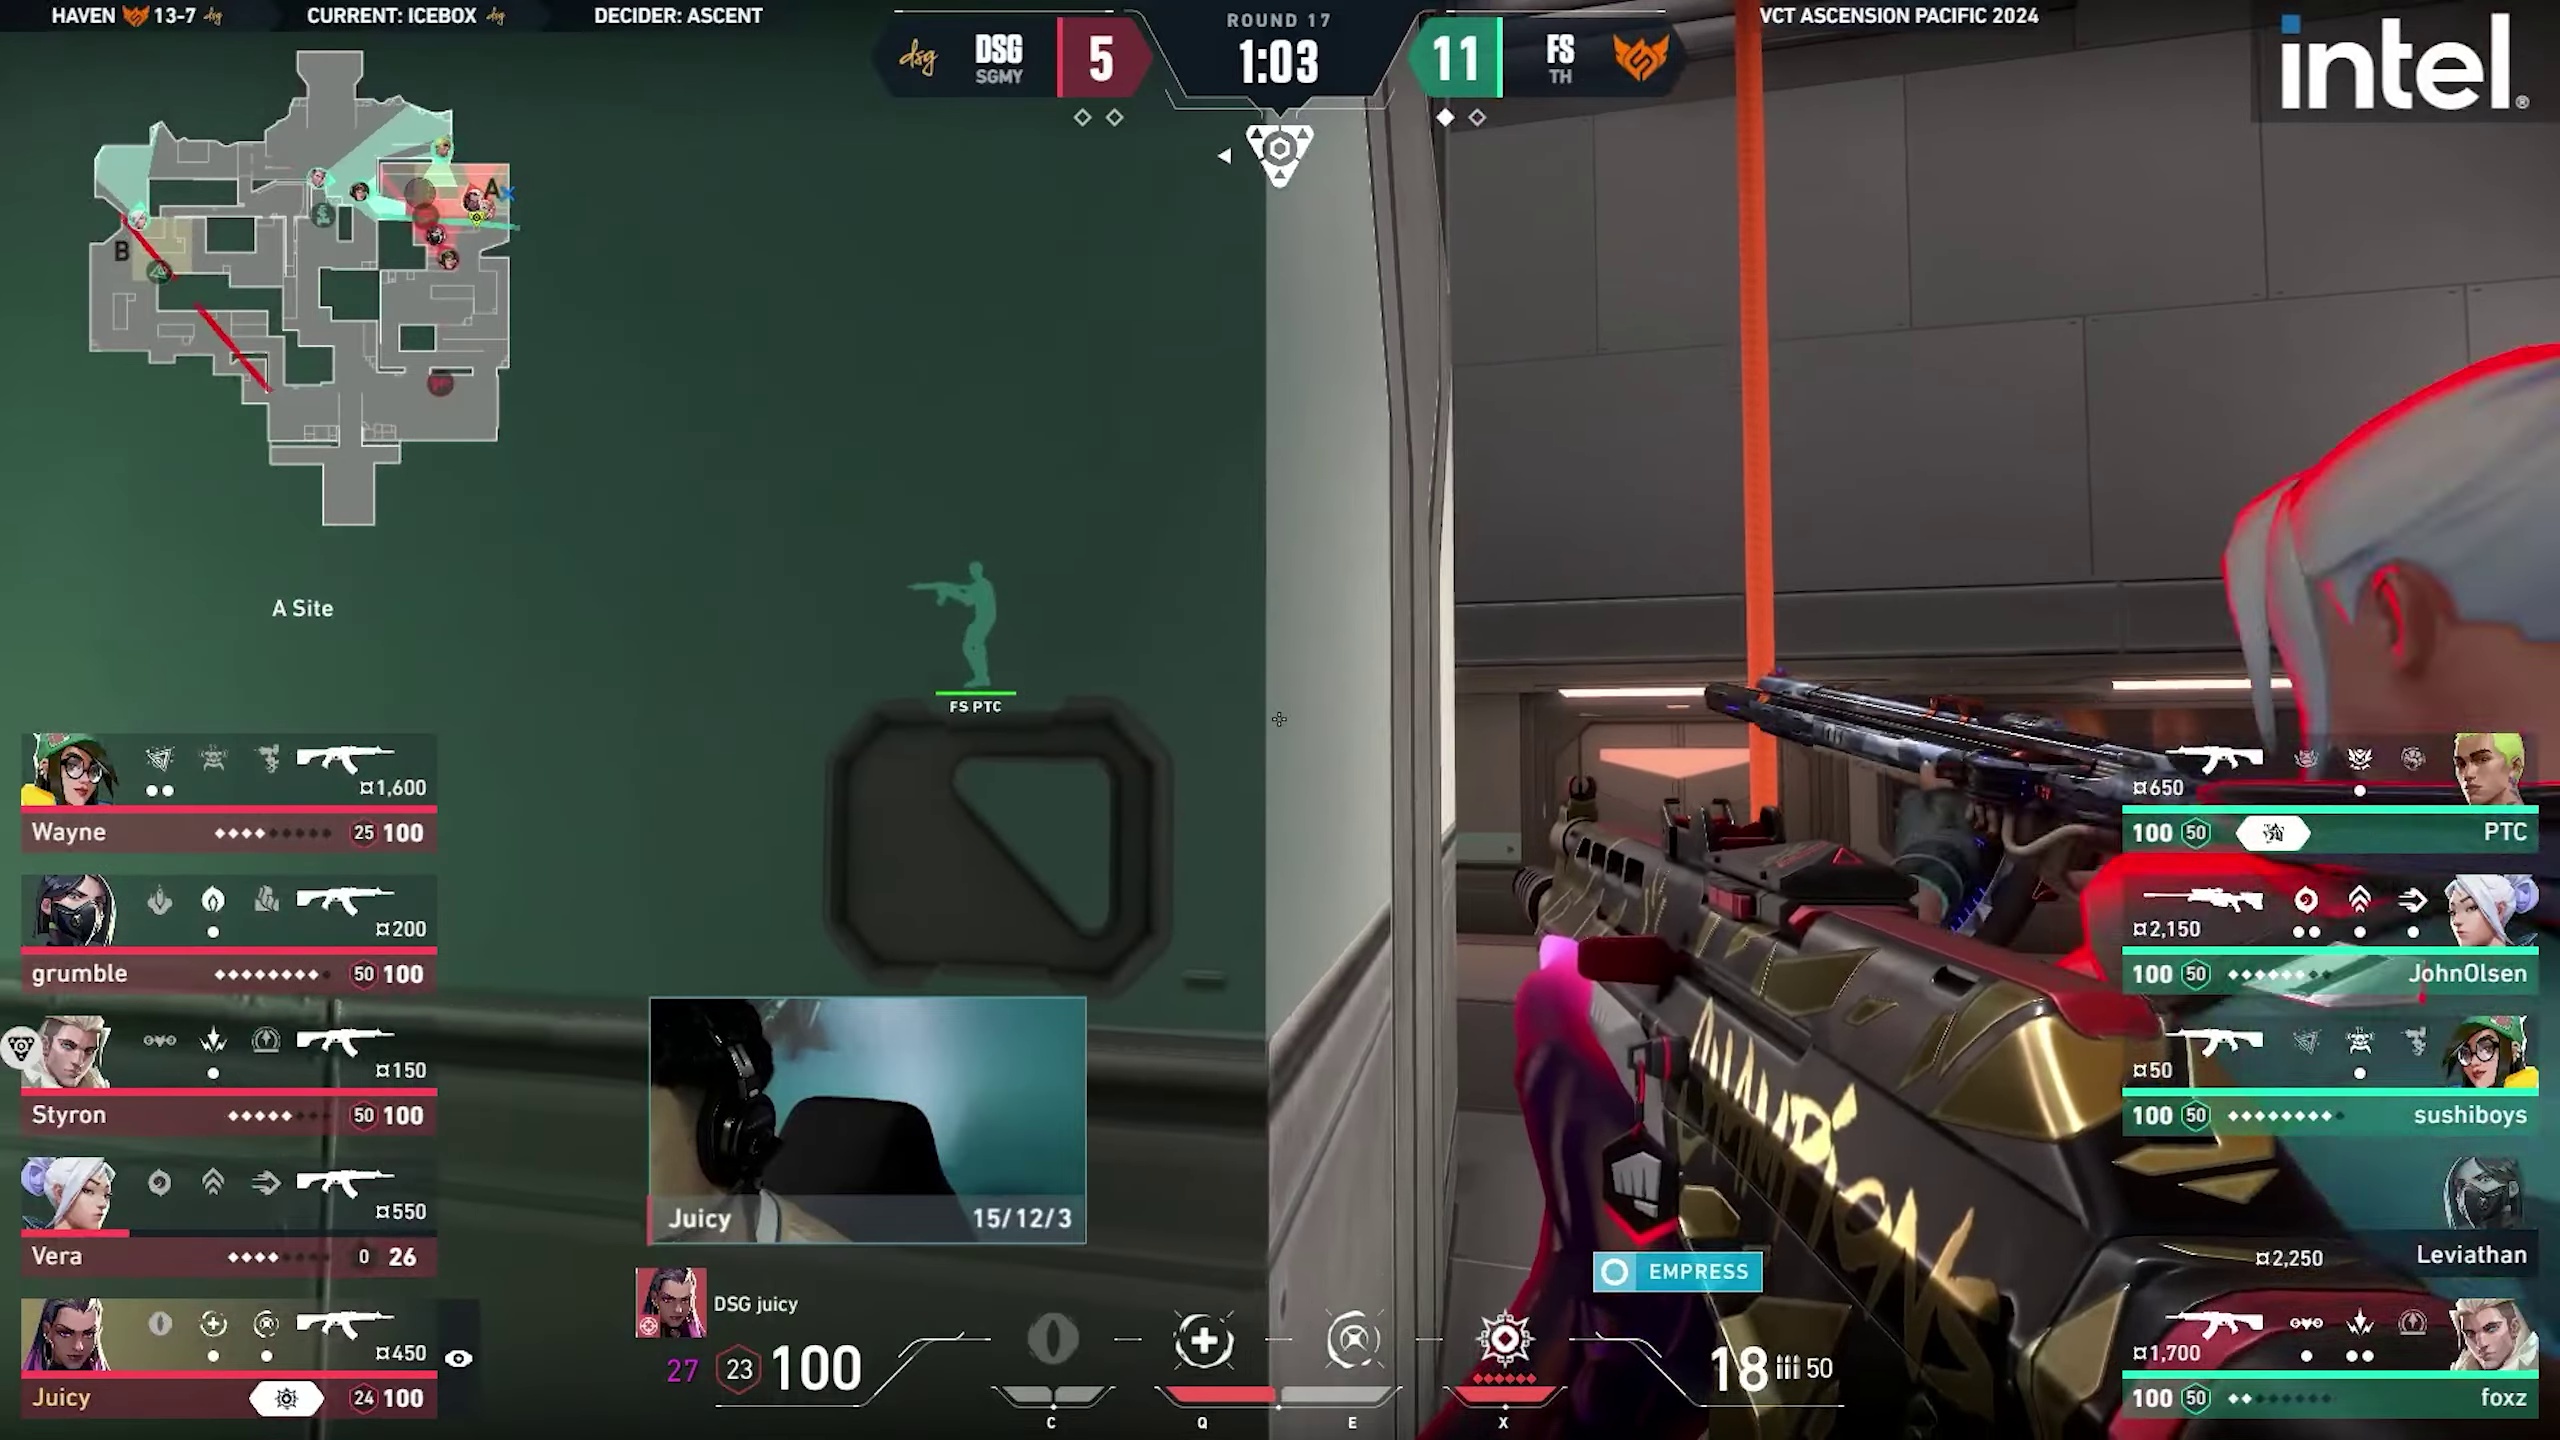 HAVEN 13-7 dsg
CURRENT: ICEBOX dsg
DECIDER: ASCENT
dsg
DSG
SGMY
5
ROUND 17
1:03
11
FS
TH
VCT ASCENSION PACIFIC 2024
intel®
A
B
A Site
FS PTC
1,600
Wayne
25 100
200
grumble
50 100
150
Styron
50 100
550
Vera
0 26
450
Juicy
24 100
Juicy 15/12/3
DSG juicy
27 23 100
C
Q
E
X
EMPRESS
18 50
CHAMPIONS
650
100 50 PTC
2,150
100 50 JohnOlsen
50
100 50 sushiboys
2,250 Leviathan
1,700
100 50 foxz